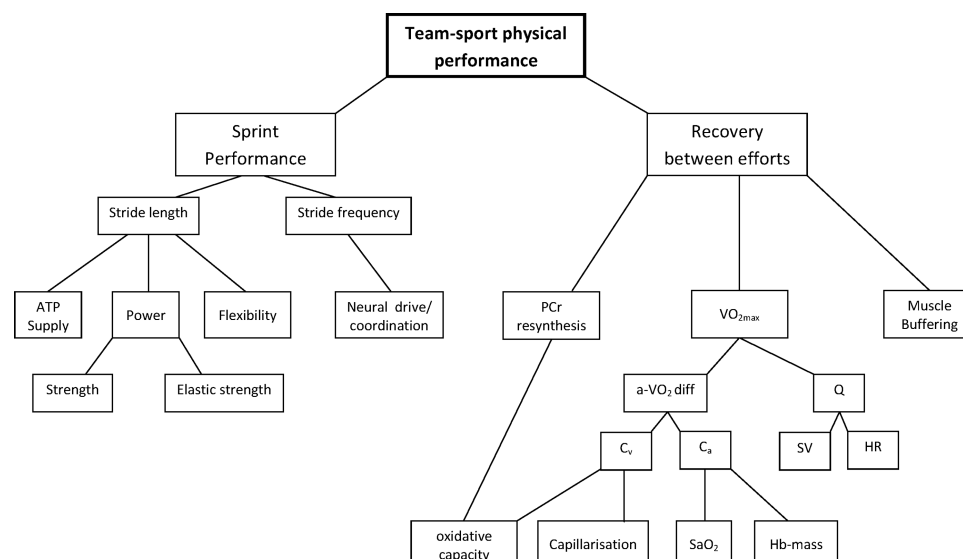 Team-sport physical
performance
Sprint
Performance
Recovery
between efforts
Stride length
Stride frequency
ATP
Supply
Power
Flexibility
Neural drive/
coordination
PCr
resynthesis
VO₂max
Muscle
Buffering
Strength
Elastic strength
a-VO₂ diff
Q
Cv
Ca
SV
HR
oxidative
capacity
Capillarisation
SaO₂
Hb-mass